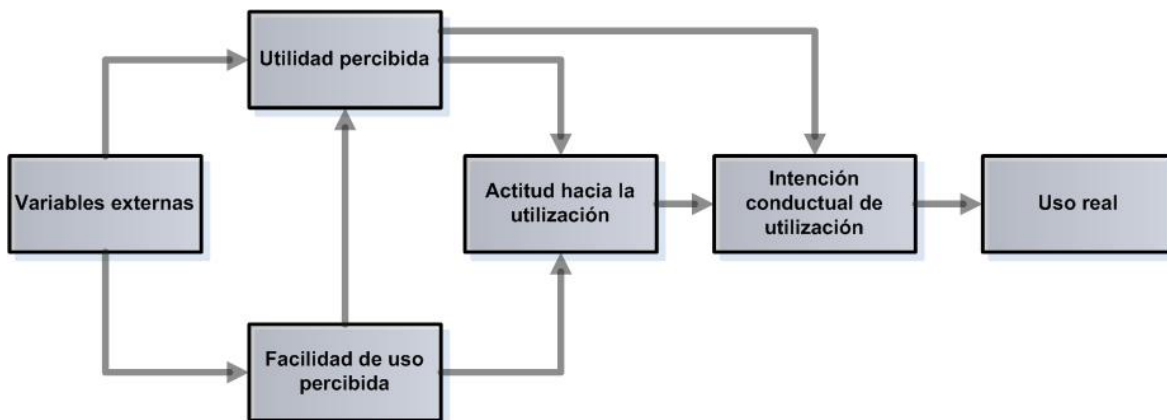 Utilidad percibida
Variables externas
Actitud hacia la
utilización
Intención
conductual de
utilización
Uso real
Facilidad de uso
percibida